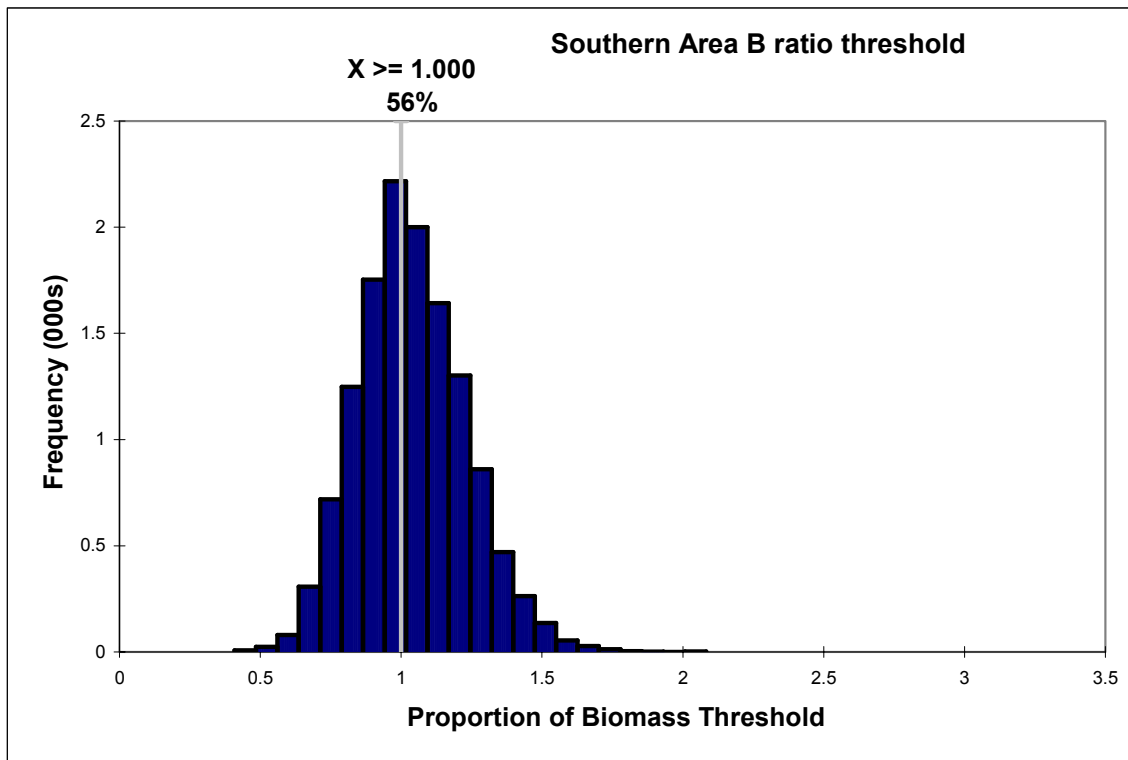 Southern Area B ratio threshold
X >= 1.000
56%
2.5
2
1.5
1
0.5
0
Frequency (000s)
0 0.5 1 1.5 2 2.5 3 3.5
Proportion of Biomass Threshold